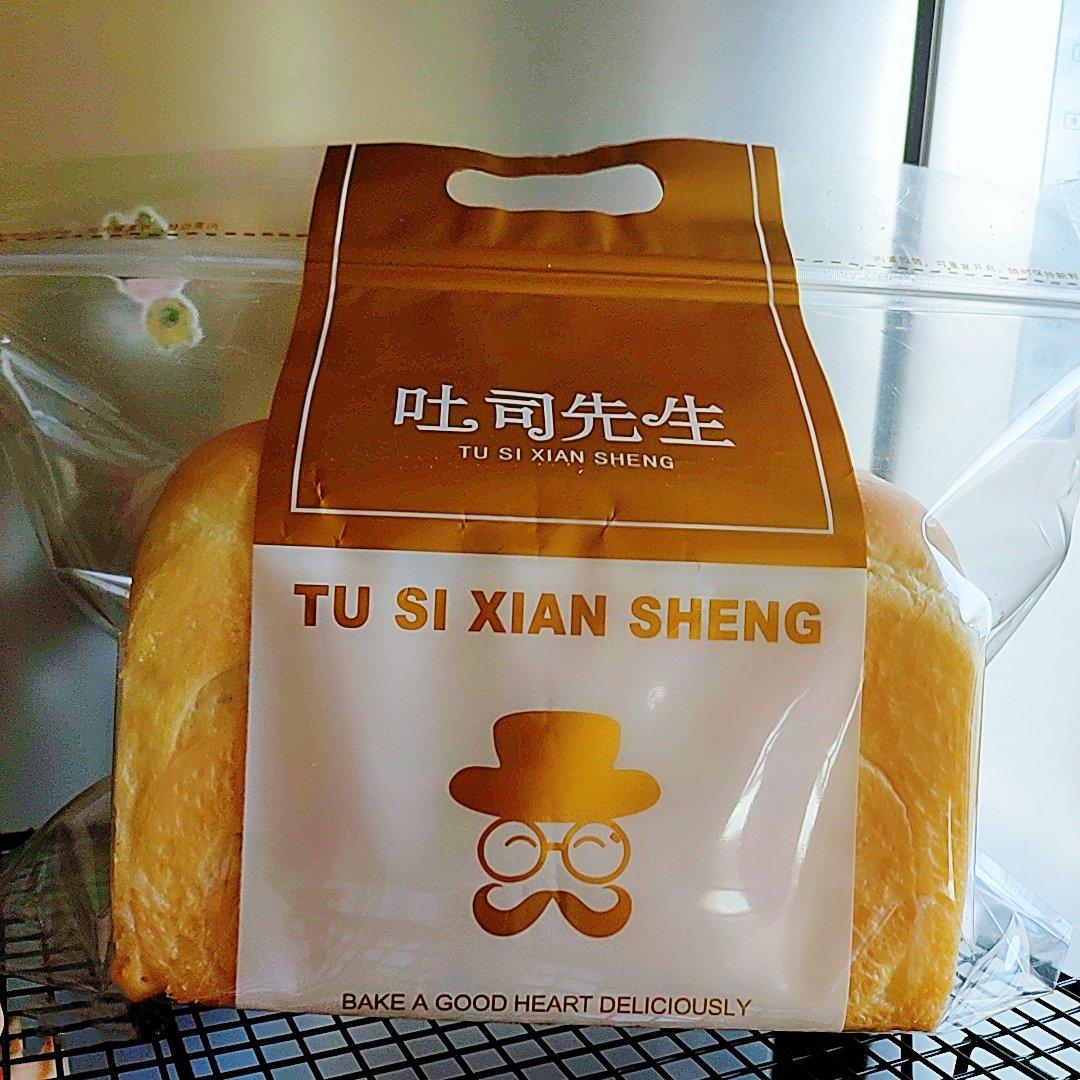 吐司先生
TU SI XIAN SHENG
TU SI XIAN SHENG
BAKE A GOOD HEART DELICIOUSLY